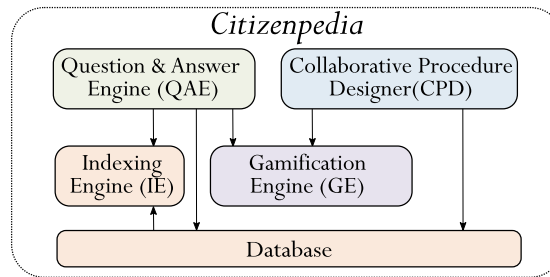 Citizenpedia
Question & Answer
Engine (QAE)
Collaborative Procedure
Designer(CPD)
Indexing
Engine (IE)
Gamification
Engine (GE)
Database